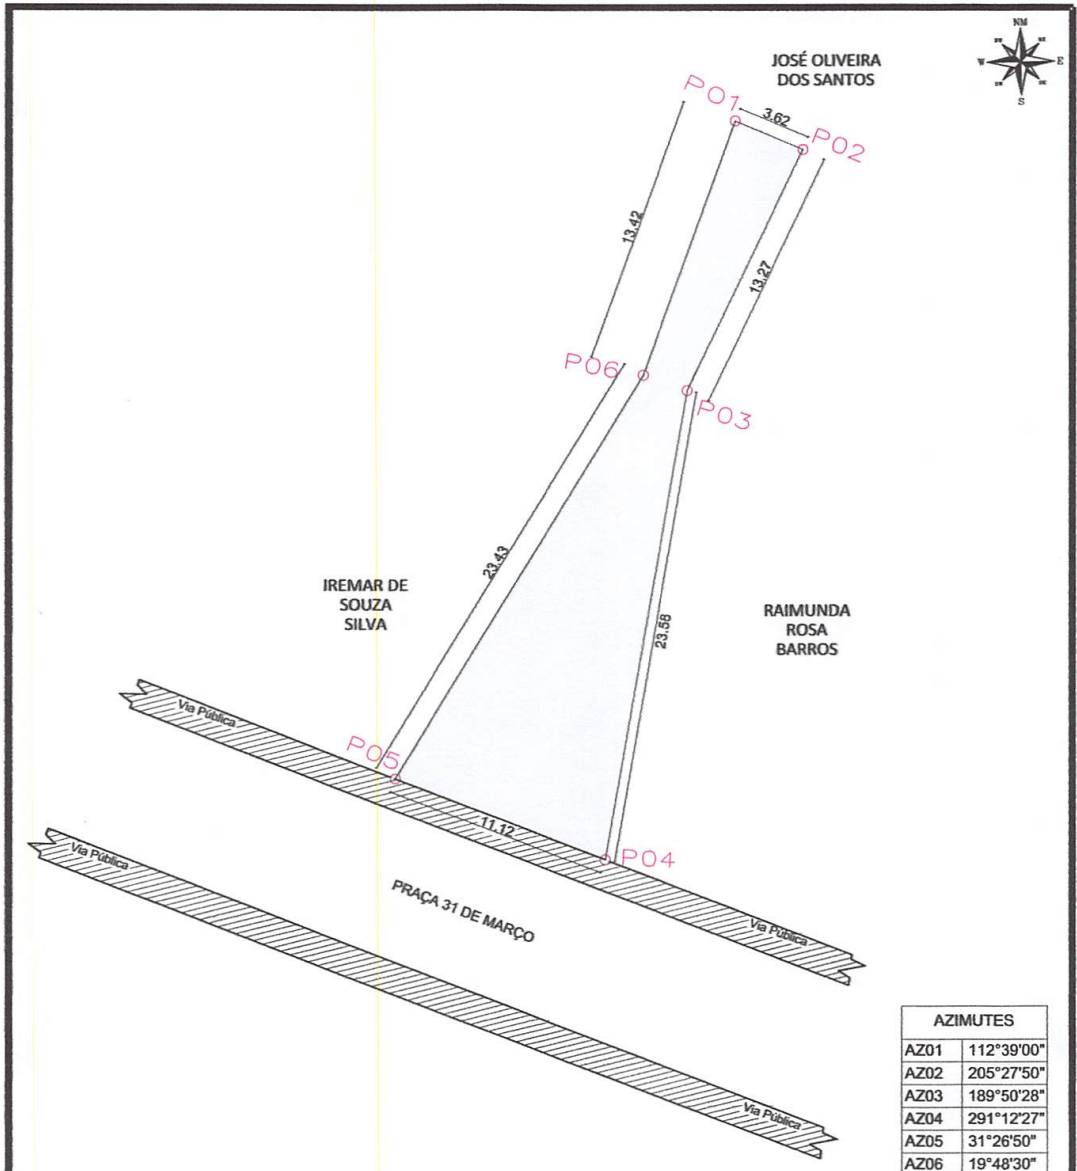 NM
W E
S
JOSÉ OLIVEIRA
DOS SANTOS
P01
3.62
P02
13.42
13.27
P06
P03
23.43
IREMAR DE
SOUZA
SILVA
RAIMUNDA
ROSA
BARROS
23.58
Via Pública
P05
11.12
P04
Via Pública
PRAÇA 31 DE MARÇO
Via Pública
Via Pública
AZIMUTES
AZ01 112°39'00"
AZ02 205°27'50"
AZ03 189°50'28"
AZ04 291°12'27"
AZ05 31°26'50"
AZ06 19°48'30"